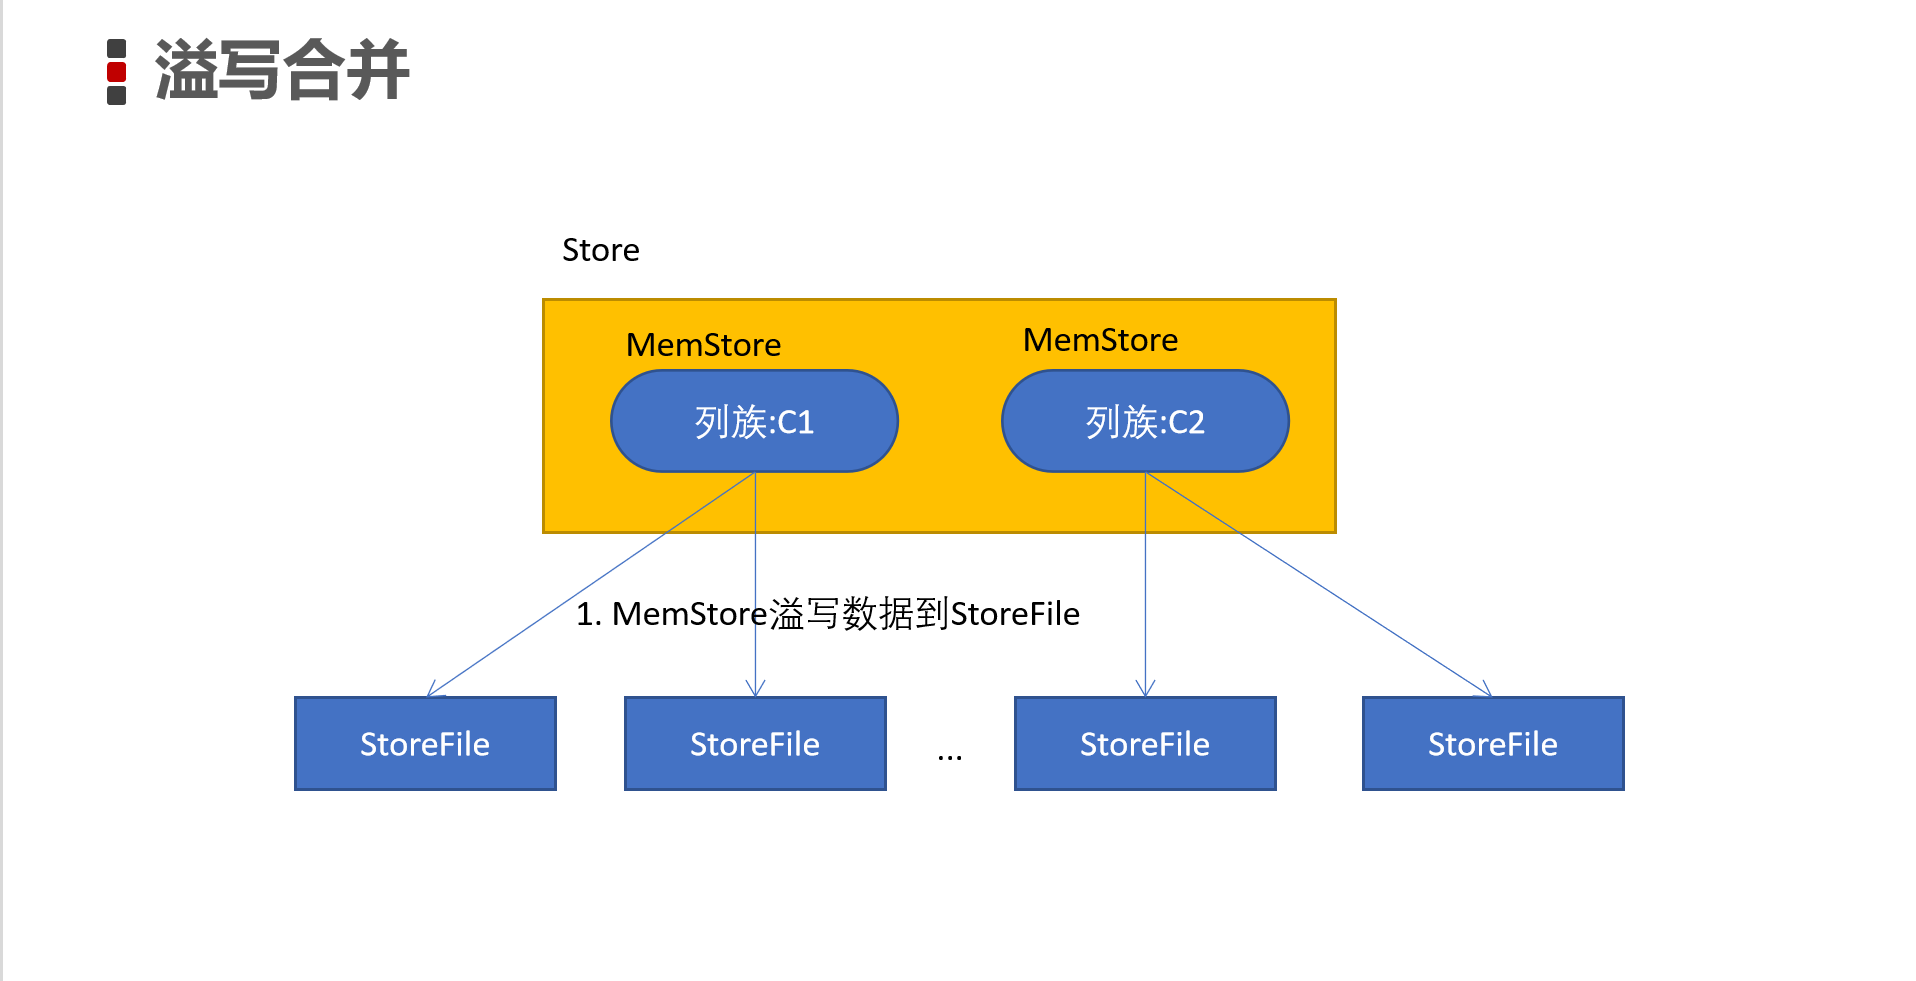 溢写合并
Store
MemStore
MemStore
列族:C1
列族:C2
1. MemStore溢写数据到StoreFile
StoreFile
StoreFile
...
StoreFile
StoreFile